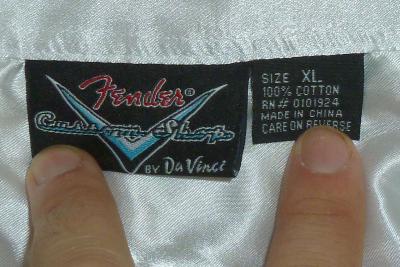 Fender®
Custom Shop
BY Da Vinci
SIZE XL
100% COTTON
RN# 0101924
MADE IN CHINA
CARE ON REVERSE